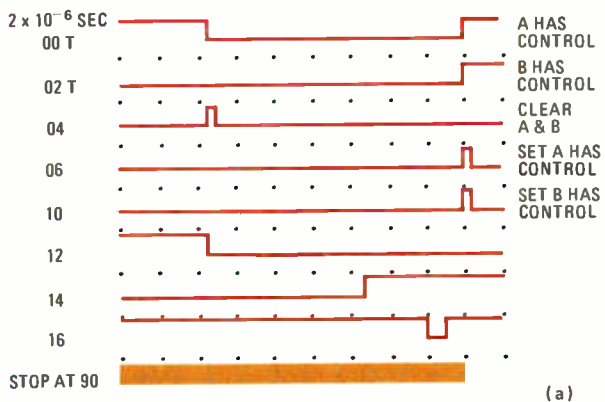 2 x 10⁻⁶ SEC
00 T
A HAS
CONTROL
02 T
B HAS
CONTROL
04
CLEAR
A & B
06
SET A HAS
CONTROL
10
SET B HAS
CONTROL
12
14
16
STOP AT 90
(a)